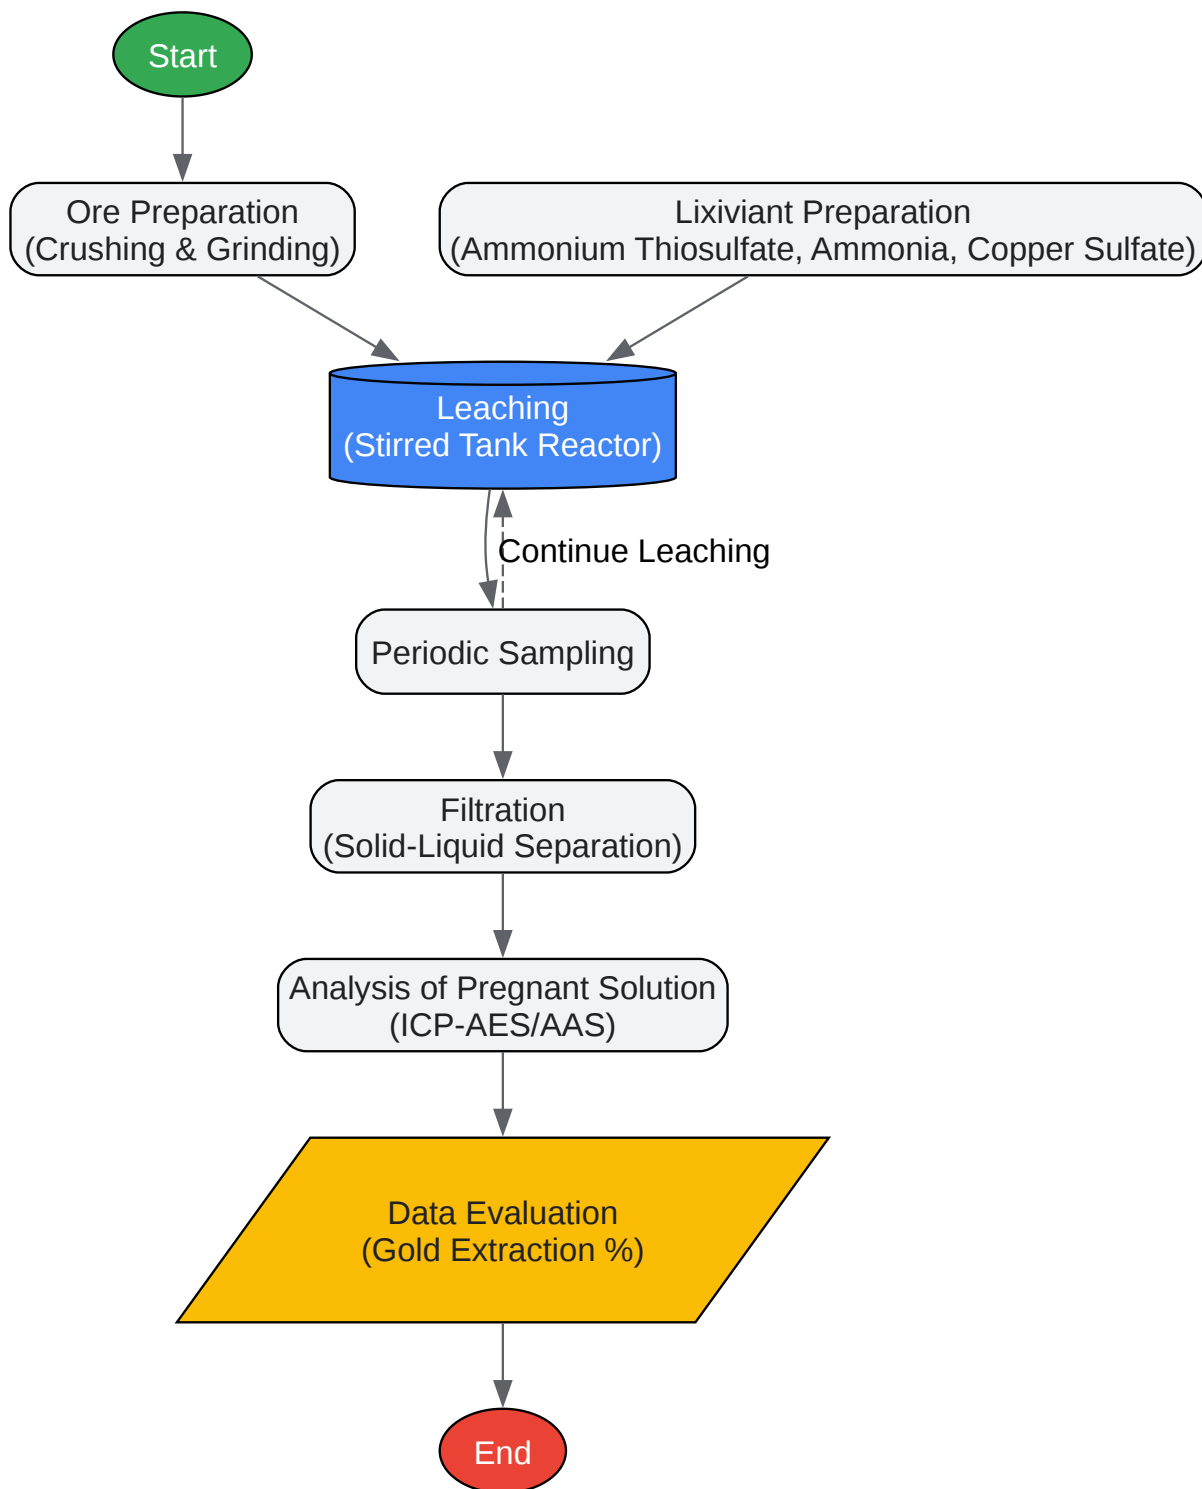 Start
Ore Preparation
(Crushing & Grinding)
Lixiviant Preparation
(Ammonium Thiosulfate, Ammonia, Copper Sulfate)
Leaching
(Stirred Tank Reactor)
Continue Leaching
Periodic Sampling
Filtration
(Solid-Liquid Separation)
Analysis of Pregnant Solution
(ICP-AES/AAS)
Data Evaluation
(Gold Extraction %)
End